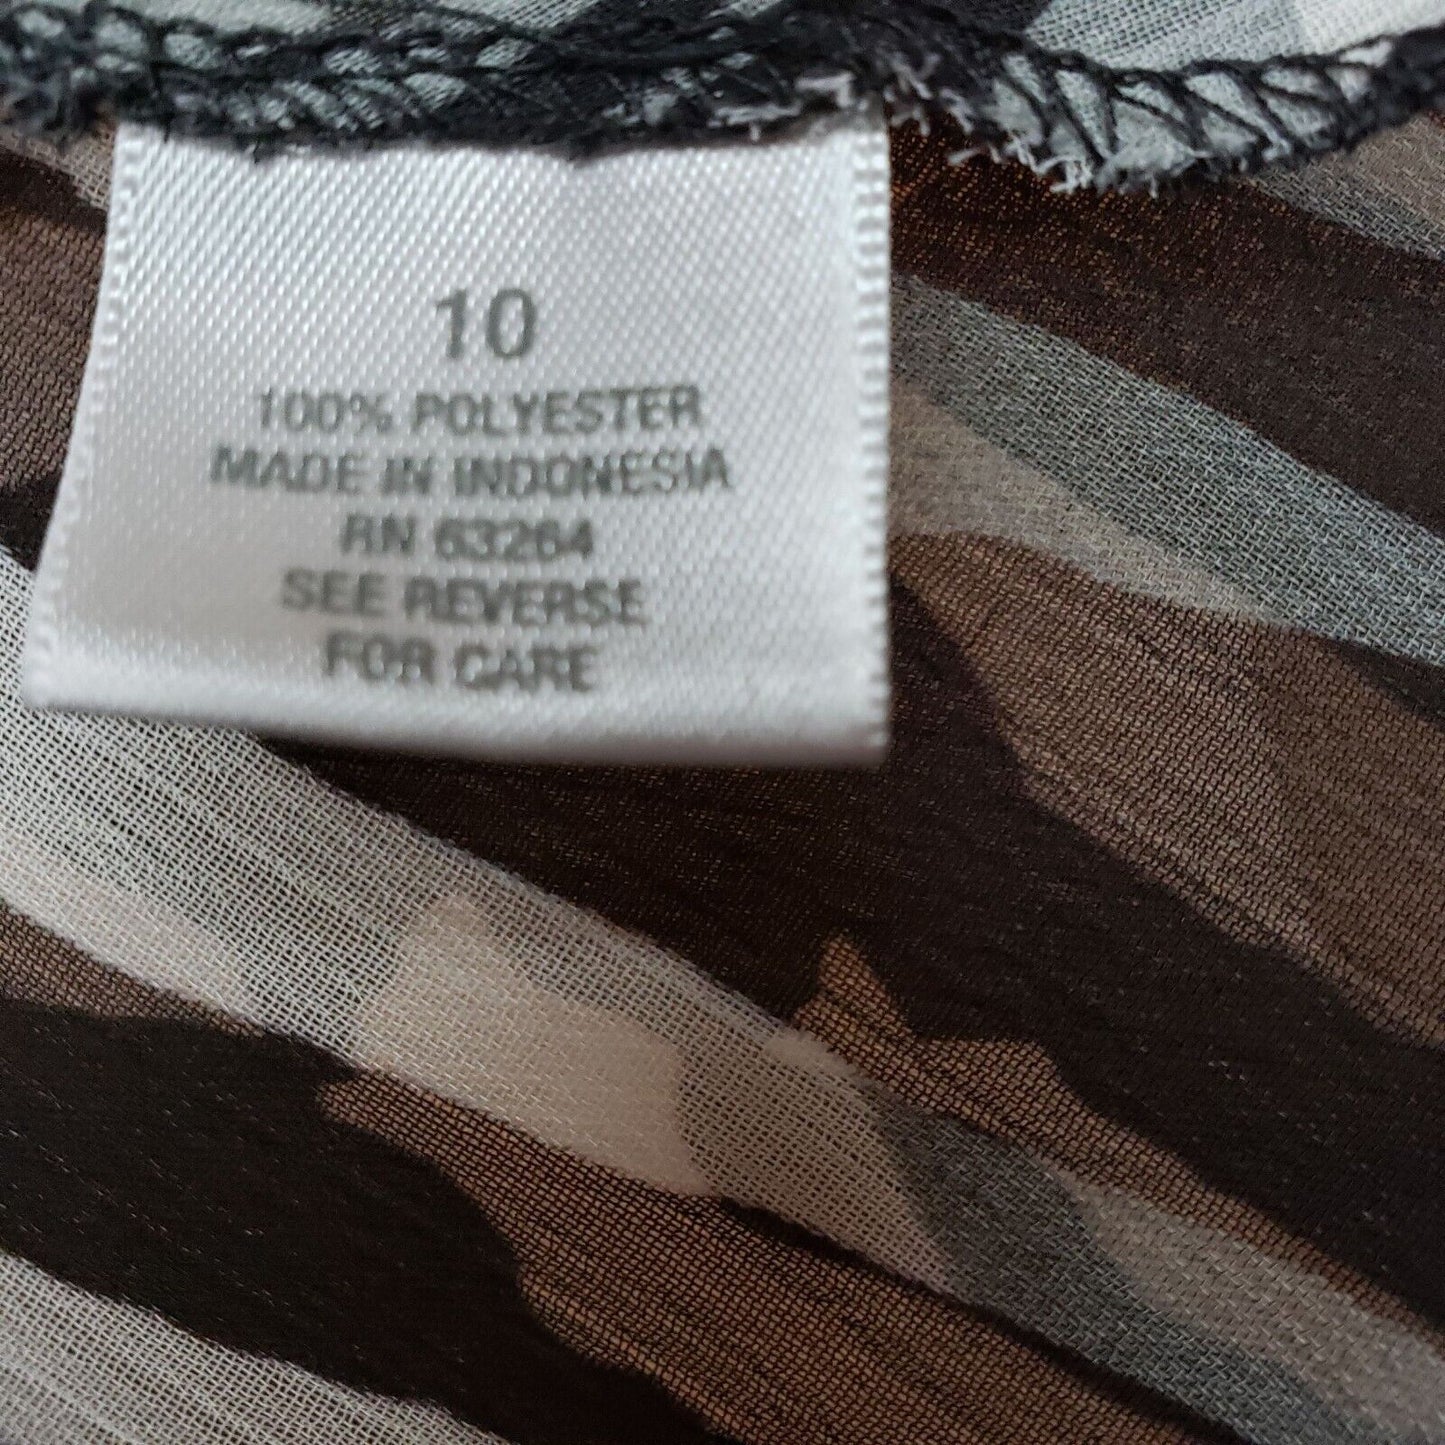 10
100% POLYESTER
MADE IN INDONESIA
RN 63264
SEE REVERSE
FOR CARE